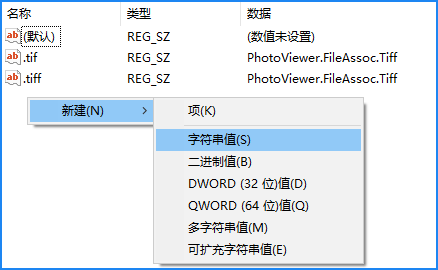 名称 类型 数据
(默认) REG_SZ (数值未设置)
.tif REG_SZ PhotoViewer.FileAssoc.Tiff
.tiff REG_SZ PhotoViewer.FileAssoc.Tiff
新建(N) 项(K)
字符串值(S)
二进制值(B)
DWORD (32 位)值(D)
QWORD (64 位)值(Q)
多字符串值(M)
可扩充字符串值(E)